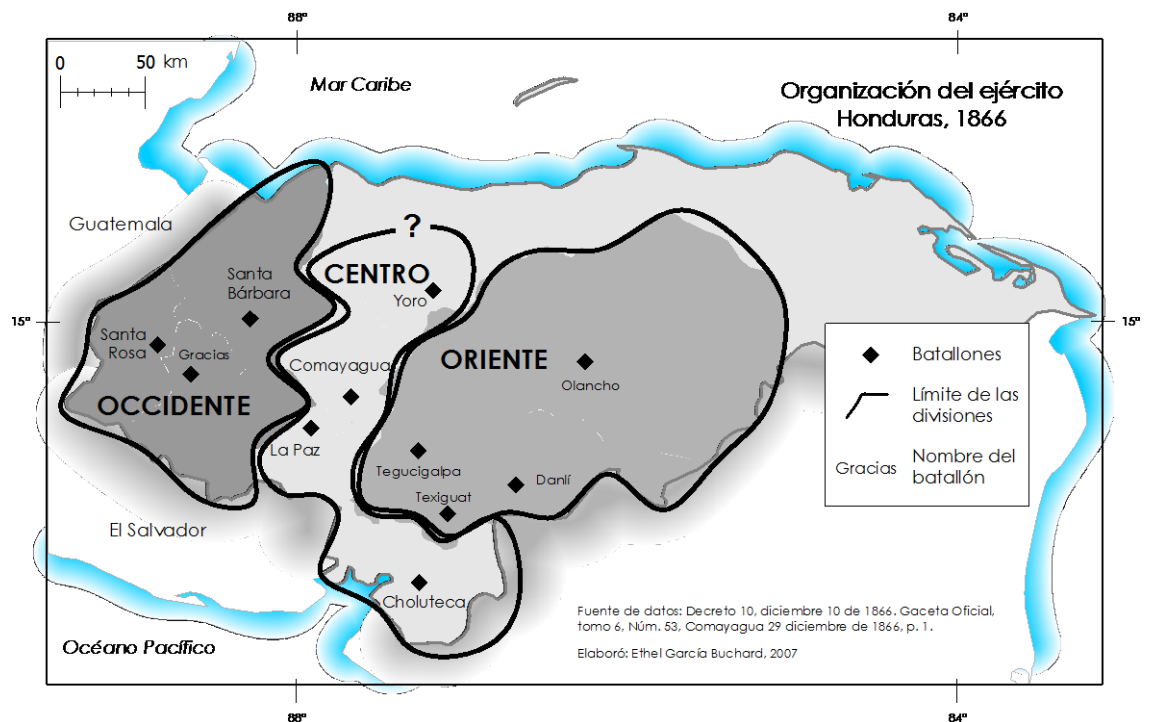 88º
84º
0
50 km
Mar Caribe
Organización del ejército
Honduras, 1866
Guatemala
?
CENTRO
Santa
Bárbara
Yoro
15º
15º
Santa
Rosa
Gracias
Comayagua
ORIENTE
Olancho
OCCIDENTE
La Paz
Tegucigalpa
Danlí
Texiguat
El Salvador
Choluteca
Océano Pacífico
Batallones
Límite de las
divisiones
Gracias
Nombre del
batallón
Fuente de datos: Decreto 10, diciembre 10 de 1866. Gaceta Oficial,
tomo 6, Núm. 53, Comayagua 29 diciembre de 1866, p. 1.
Elaboró: Ethel García Buchard, 2007
88º
84º